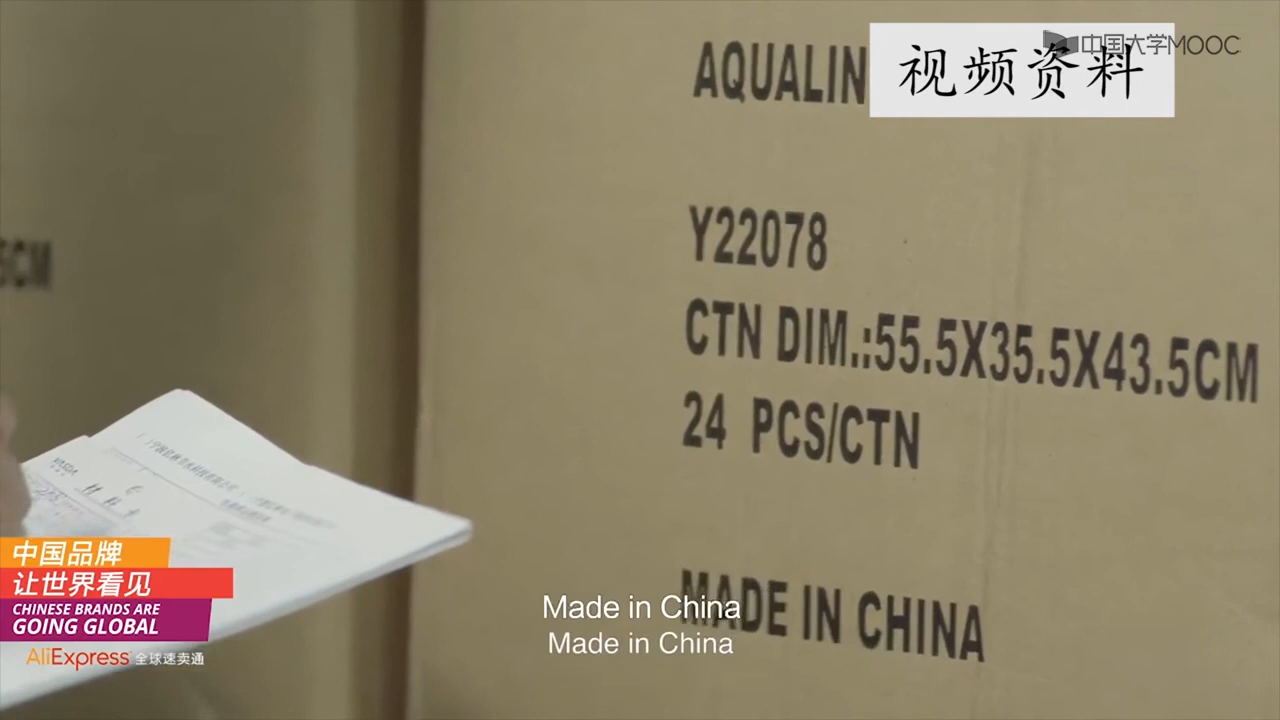 中国大学MOOC
视频资料
AQUALIN
Y22078
CTN DIM.:55.5X35.5X43.5CM
24 PCS/CTN
MADE IN CHINA
5CM
中国品牌
让世界看见
CHINESE BRANDS ARE
GOING GLOBAL
AliExpress 全球速卖通
Made in China
Made in China